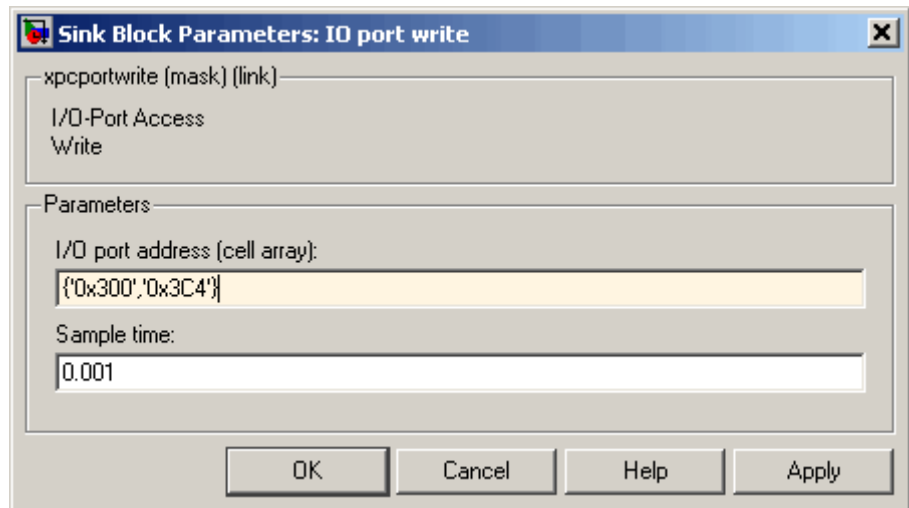 Sink Block Parameters: IO port write
xpcportwrite (mask) (link)
I/O-Port Access
Write
Parameters
I/O port address (cell array):
{'0x300','0x3C4'}
Sample time:
0.001
OK Cancel Help Apply